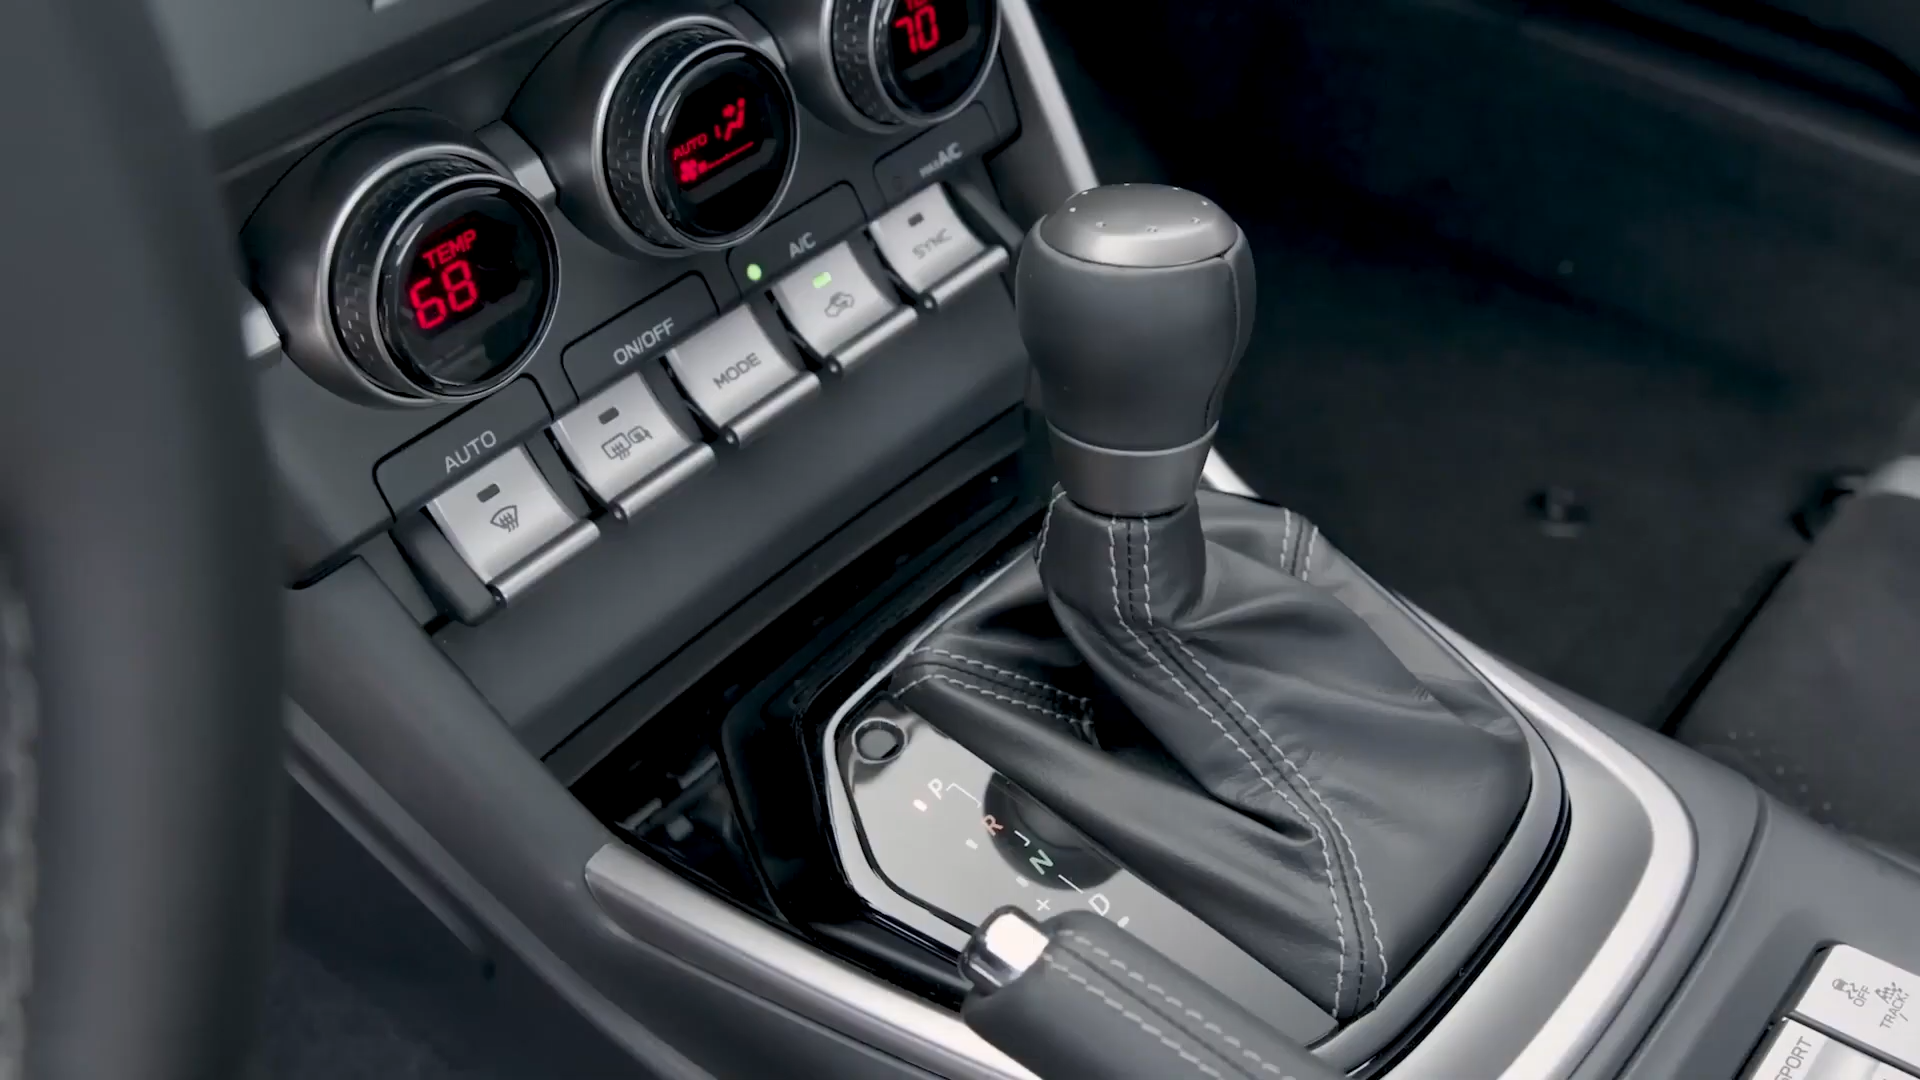 70
AUTO
TEMP
68
MAX A/C
A/C
SYNC
ON/OFF
MODE
AUTO
P
R
N
+ D
OFF
TRACK
SPORT